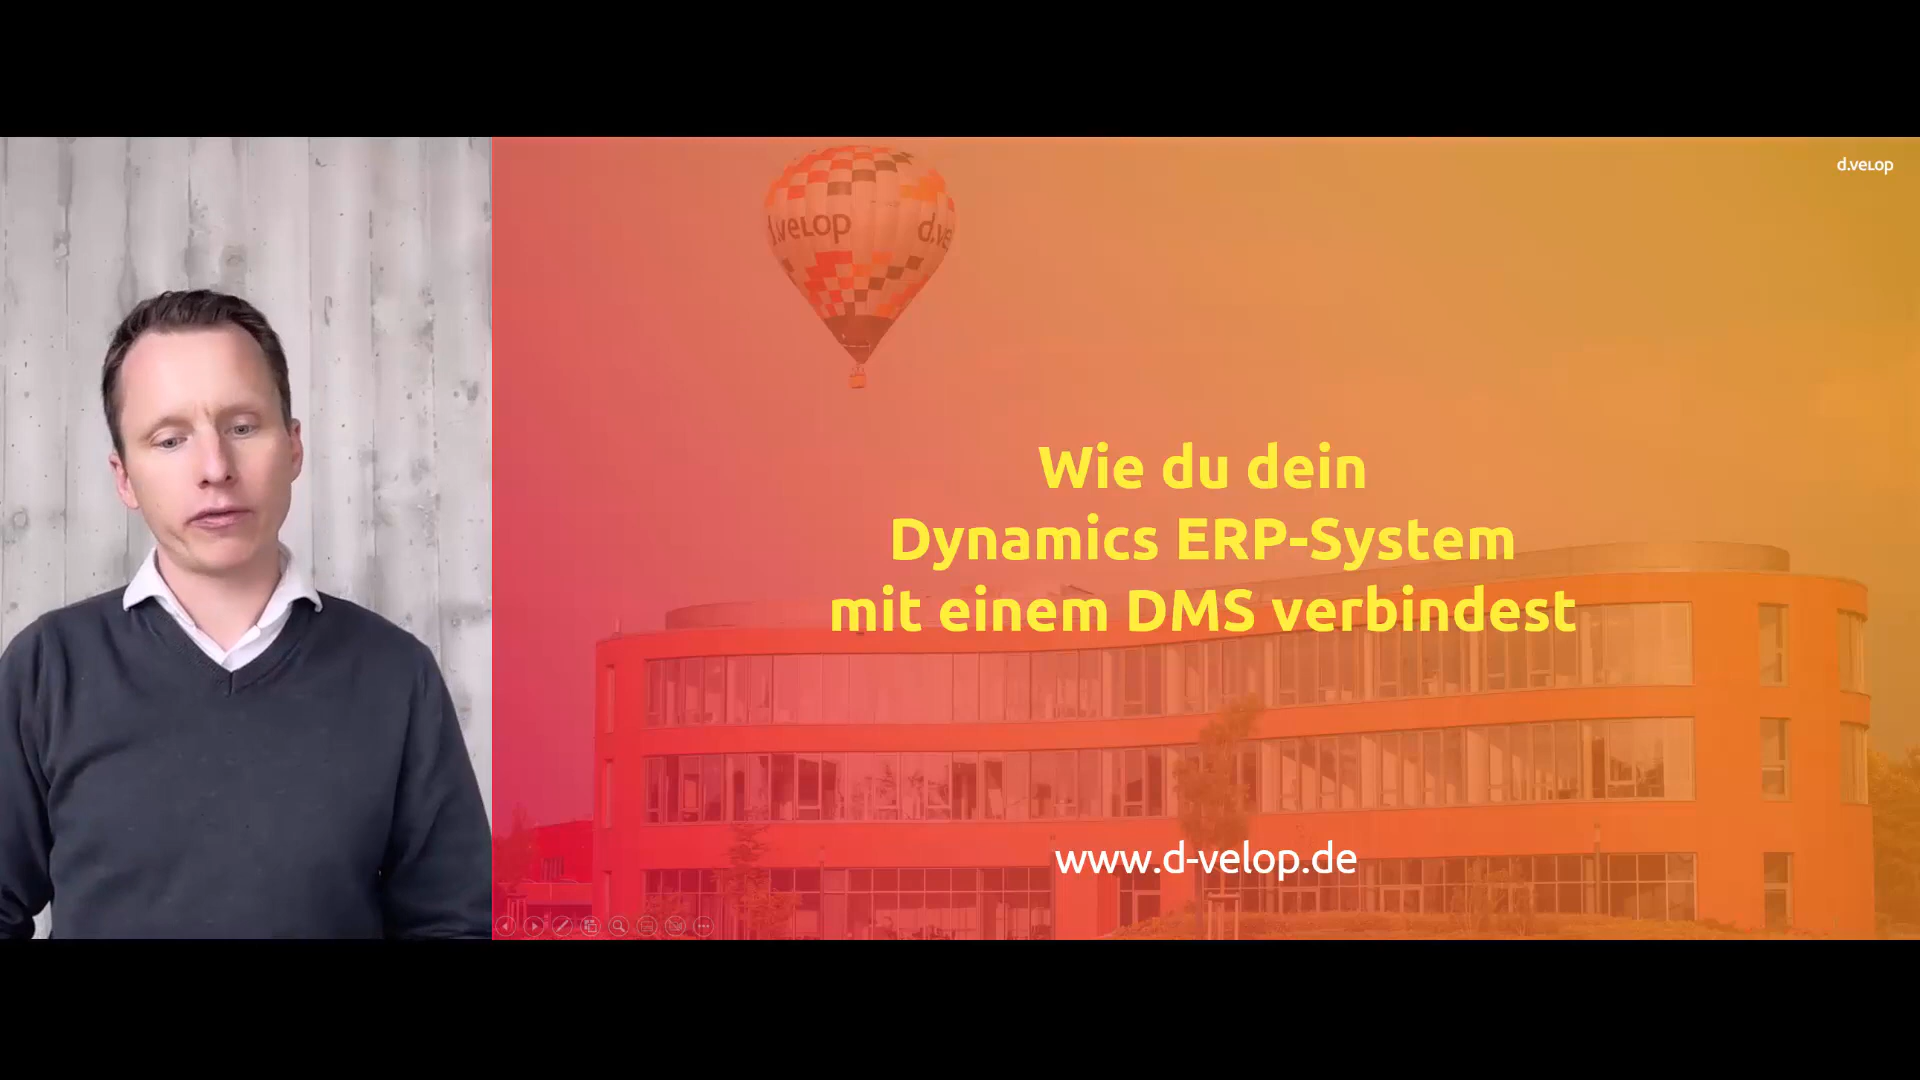 d.velop
d.velop
d.ve
Wie du dein
Dynamics ERP-System
mit einem DMS verbindest
www.d-velop.de